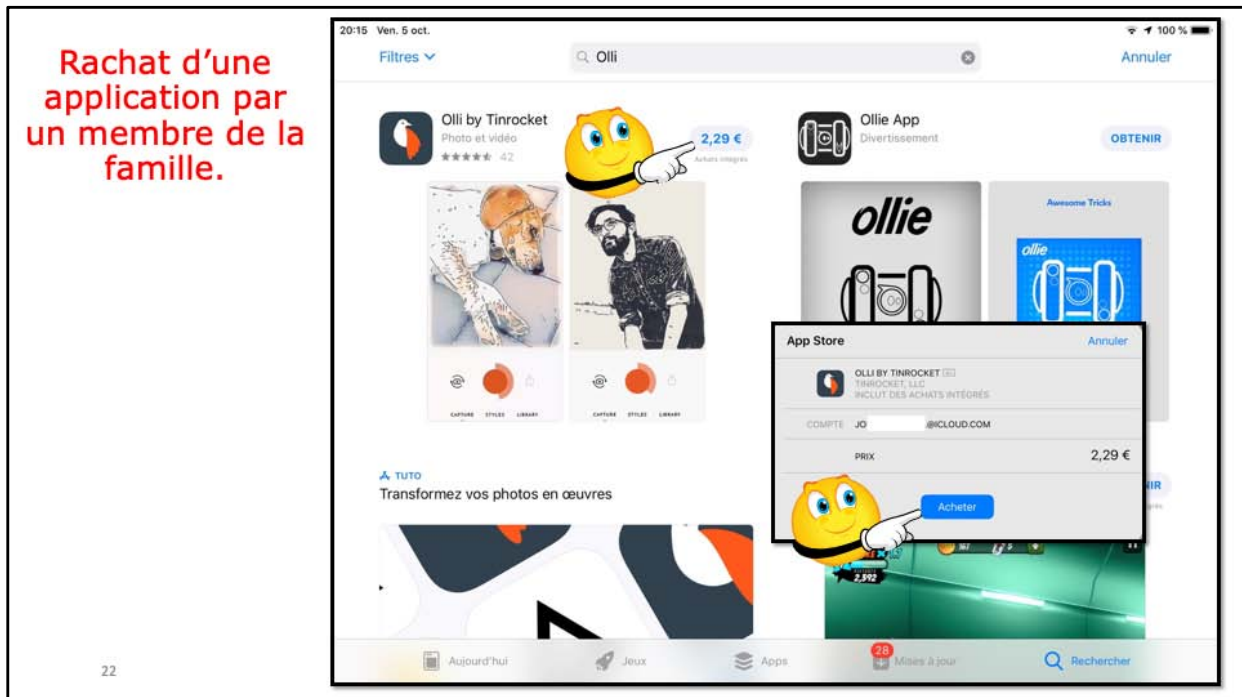 Rachat d’une
application par
un membre de la
famille.
20:15 Ven. 5 oct.
100 %
Filtres
Olli
Annuler
Olli by Tinrocket
Photo et vidéo
42
2,29 €
Achats intégrés
Ollie App
Divertissement
OBTENIR
ollie
Awesome Tricks
ollie
CAPTURE STYLES LIBRARY
CAPTURE STYLES LIBRARY
App Store
Annuler
OLLI BY TINROCKET
TINROCKET, LLC
INCLUT DES ACHATS INTÉGRÉS
COMPTE JO .@ICLOUD.COM
PRIX 2,29 €
Acheter
TUTO
Transformez vos photos en œuvres
2,392
Aujourd'hui
Jeux
Apps
28
Mises à jour
Rechercher
22